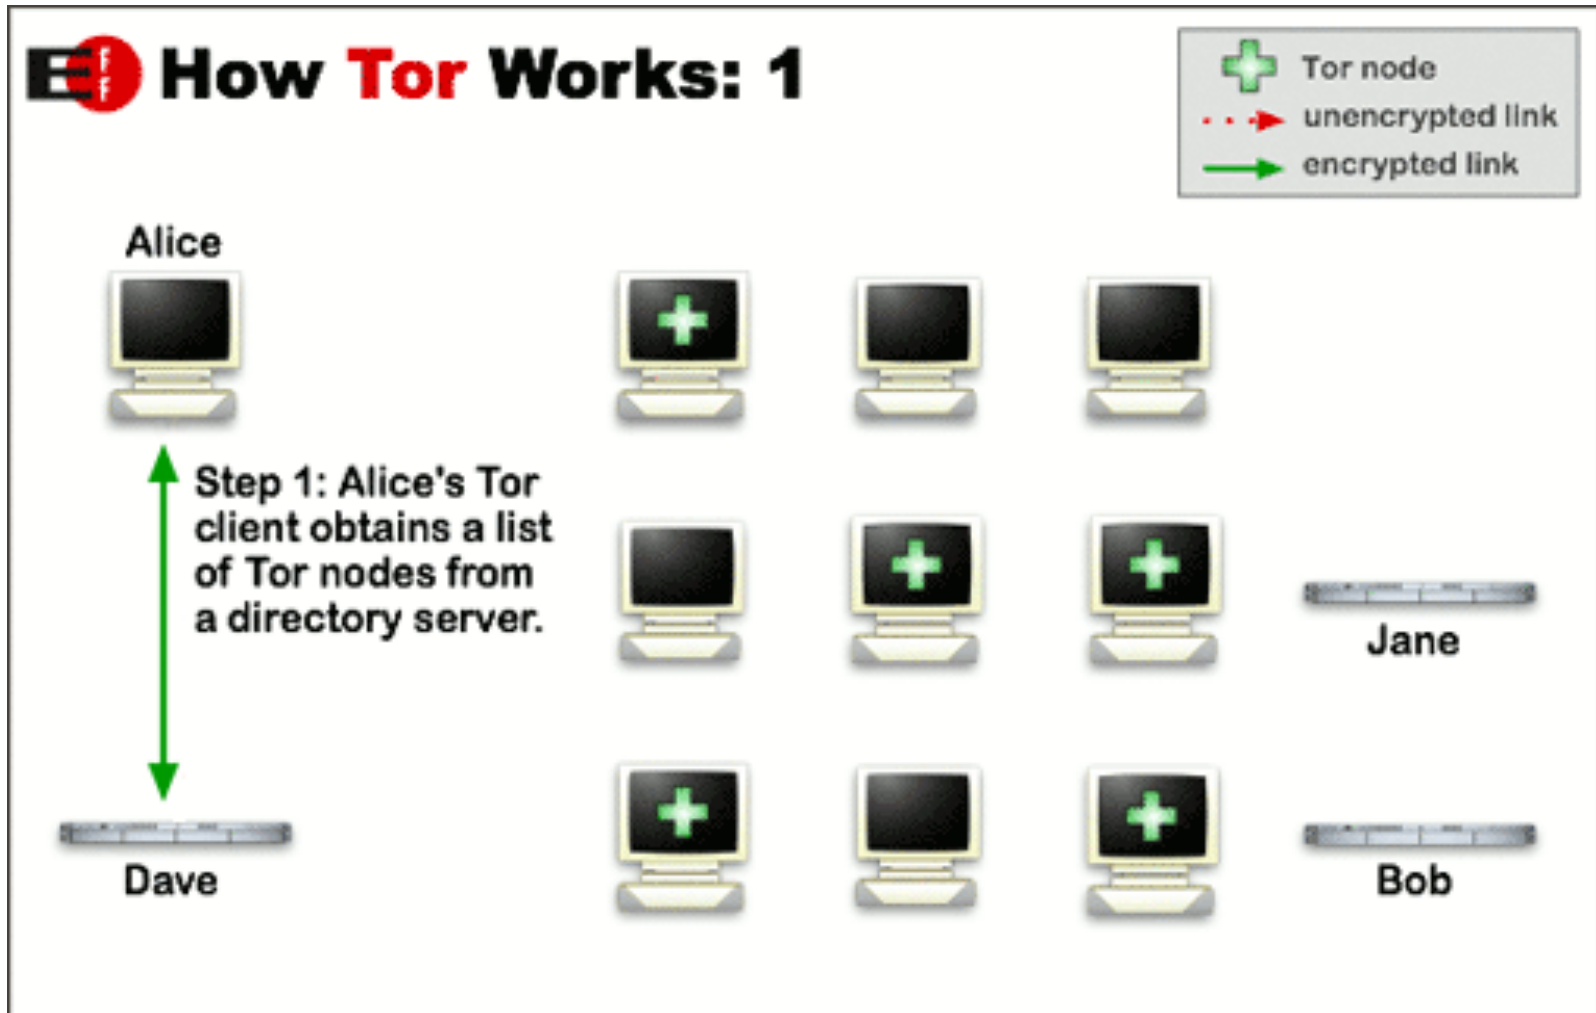 EFF How Tor Works: 1
Tor node
unencrypted link
encrypted link
Alice
Step 1: Alice's Tor
client obtains a list
of Tor nodes from
a directory server.
Jane
Dave
Bob